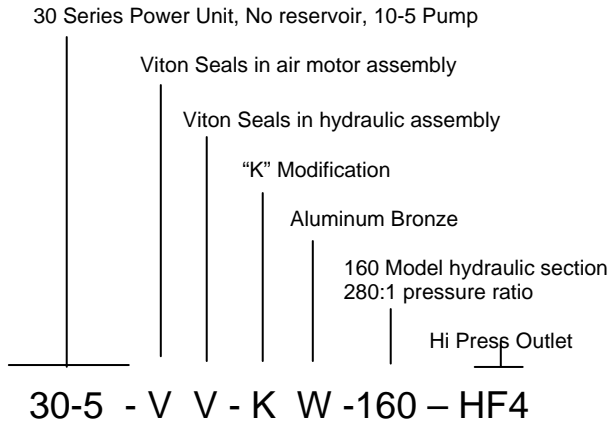 30 Series Power Unit, No reservoir, 10-5 Pump
Viton Seals in air motor assembly
Viton Seals in hydraulic assembly
“K” Modification
Aluminum Bronze
160 Model hydraulic section
280:1 pressure ratio
Hi Press Outlet
30-5 - V V - K W -160 – HF4